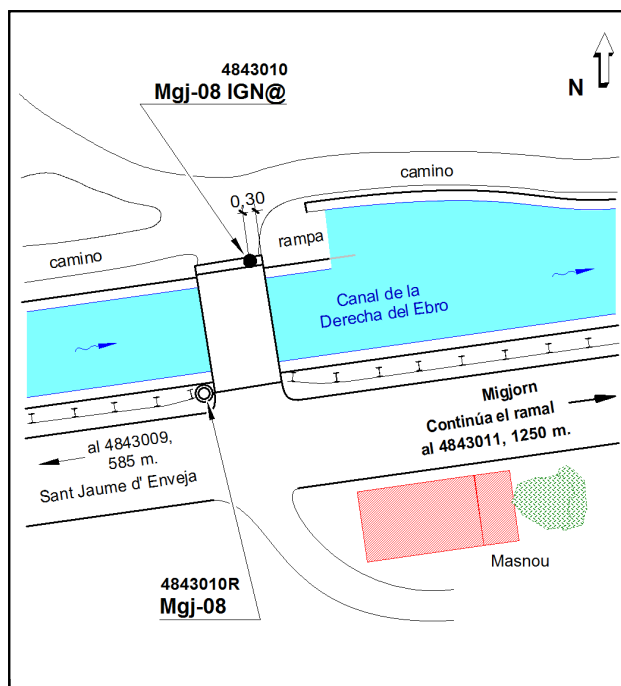 4843010
Mgj-08 IGN@
N
camino
0,30
rampa
camino
Canal de la
Derecha del Ebro
Migjorn
Continúa el ramal
al 4843011, 1250 m.
al 4843009,
585 m.
Sant Jaume d' Enveja
Masnou
4843010R
Mgj-08